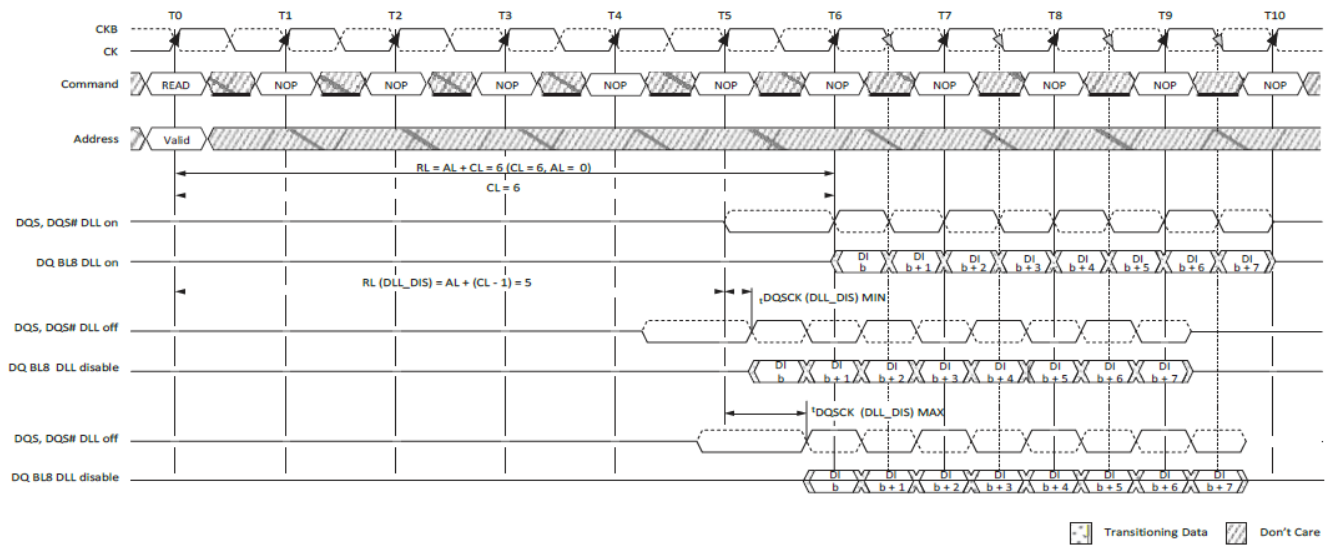 T0 T1 T2 T3 T4 T5 T6 T7 T8 T9 T10
CKB
CK
Command READ NOP NOP NOP NOP NOP NOP NOP NOP NOP NOP
Address Valid
RL = AL + CL = 6 (CL = 6, AL = 0)
CL = 6
DQS, DQS# DLL on
DQ BL8 DLL on DI b DI b + 1 DI b + 2 DI b + 3 DI b + 4 DI b + 5 DI b + 6 DI b + 7
RL (DLL_DIS) = AL + (CL - 1) = 5
tDQSCK (DLL_DIS) MIN
DQS, DQS# DLL off
DQ BL8 DLL disable DI b DI b + 1 DI b + 2 DI b + 3 DI b + 4 DI b + 5 DI b + 6 DI b + 7
tDQSCK (DLL_DIS) MAX
DQS, DQS# DLL off
DQ BL8 DLL disable DI b DI b + 1 DI b + 2 DI b + 3 DI b + 4 DI b + 5 DI b + 6 DI b + 7
Transitioning Data Don't Care